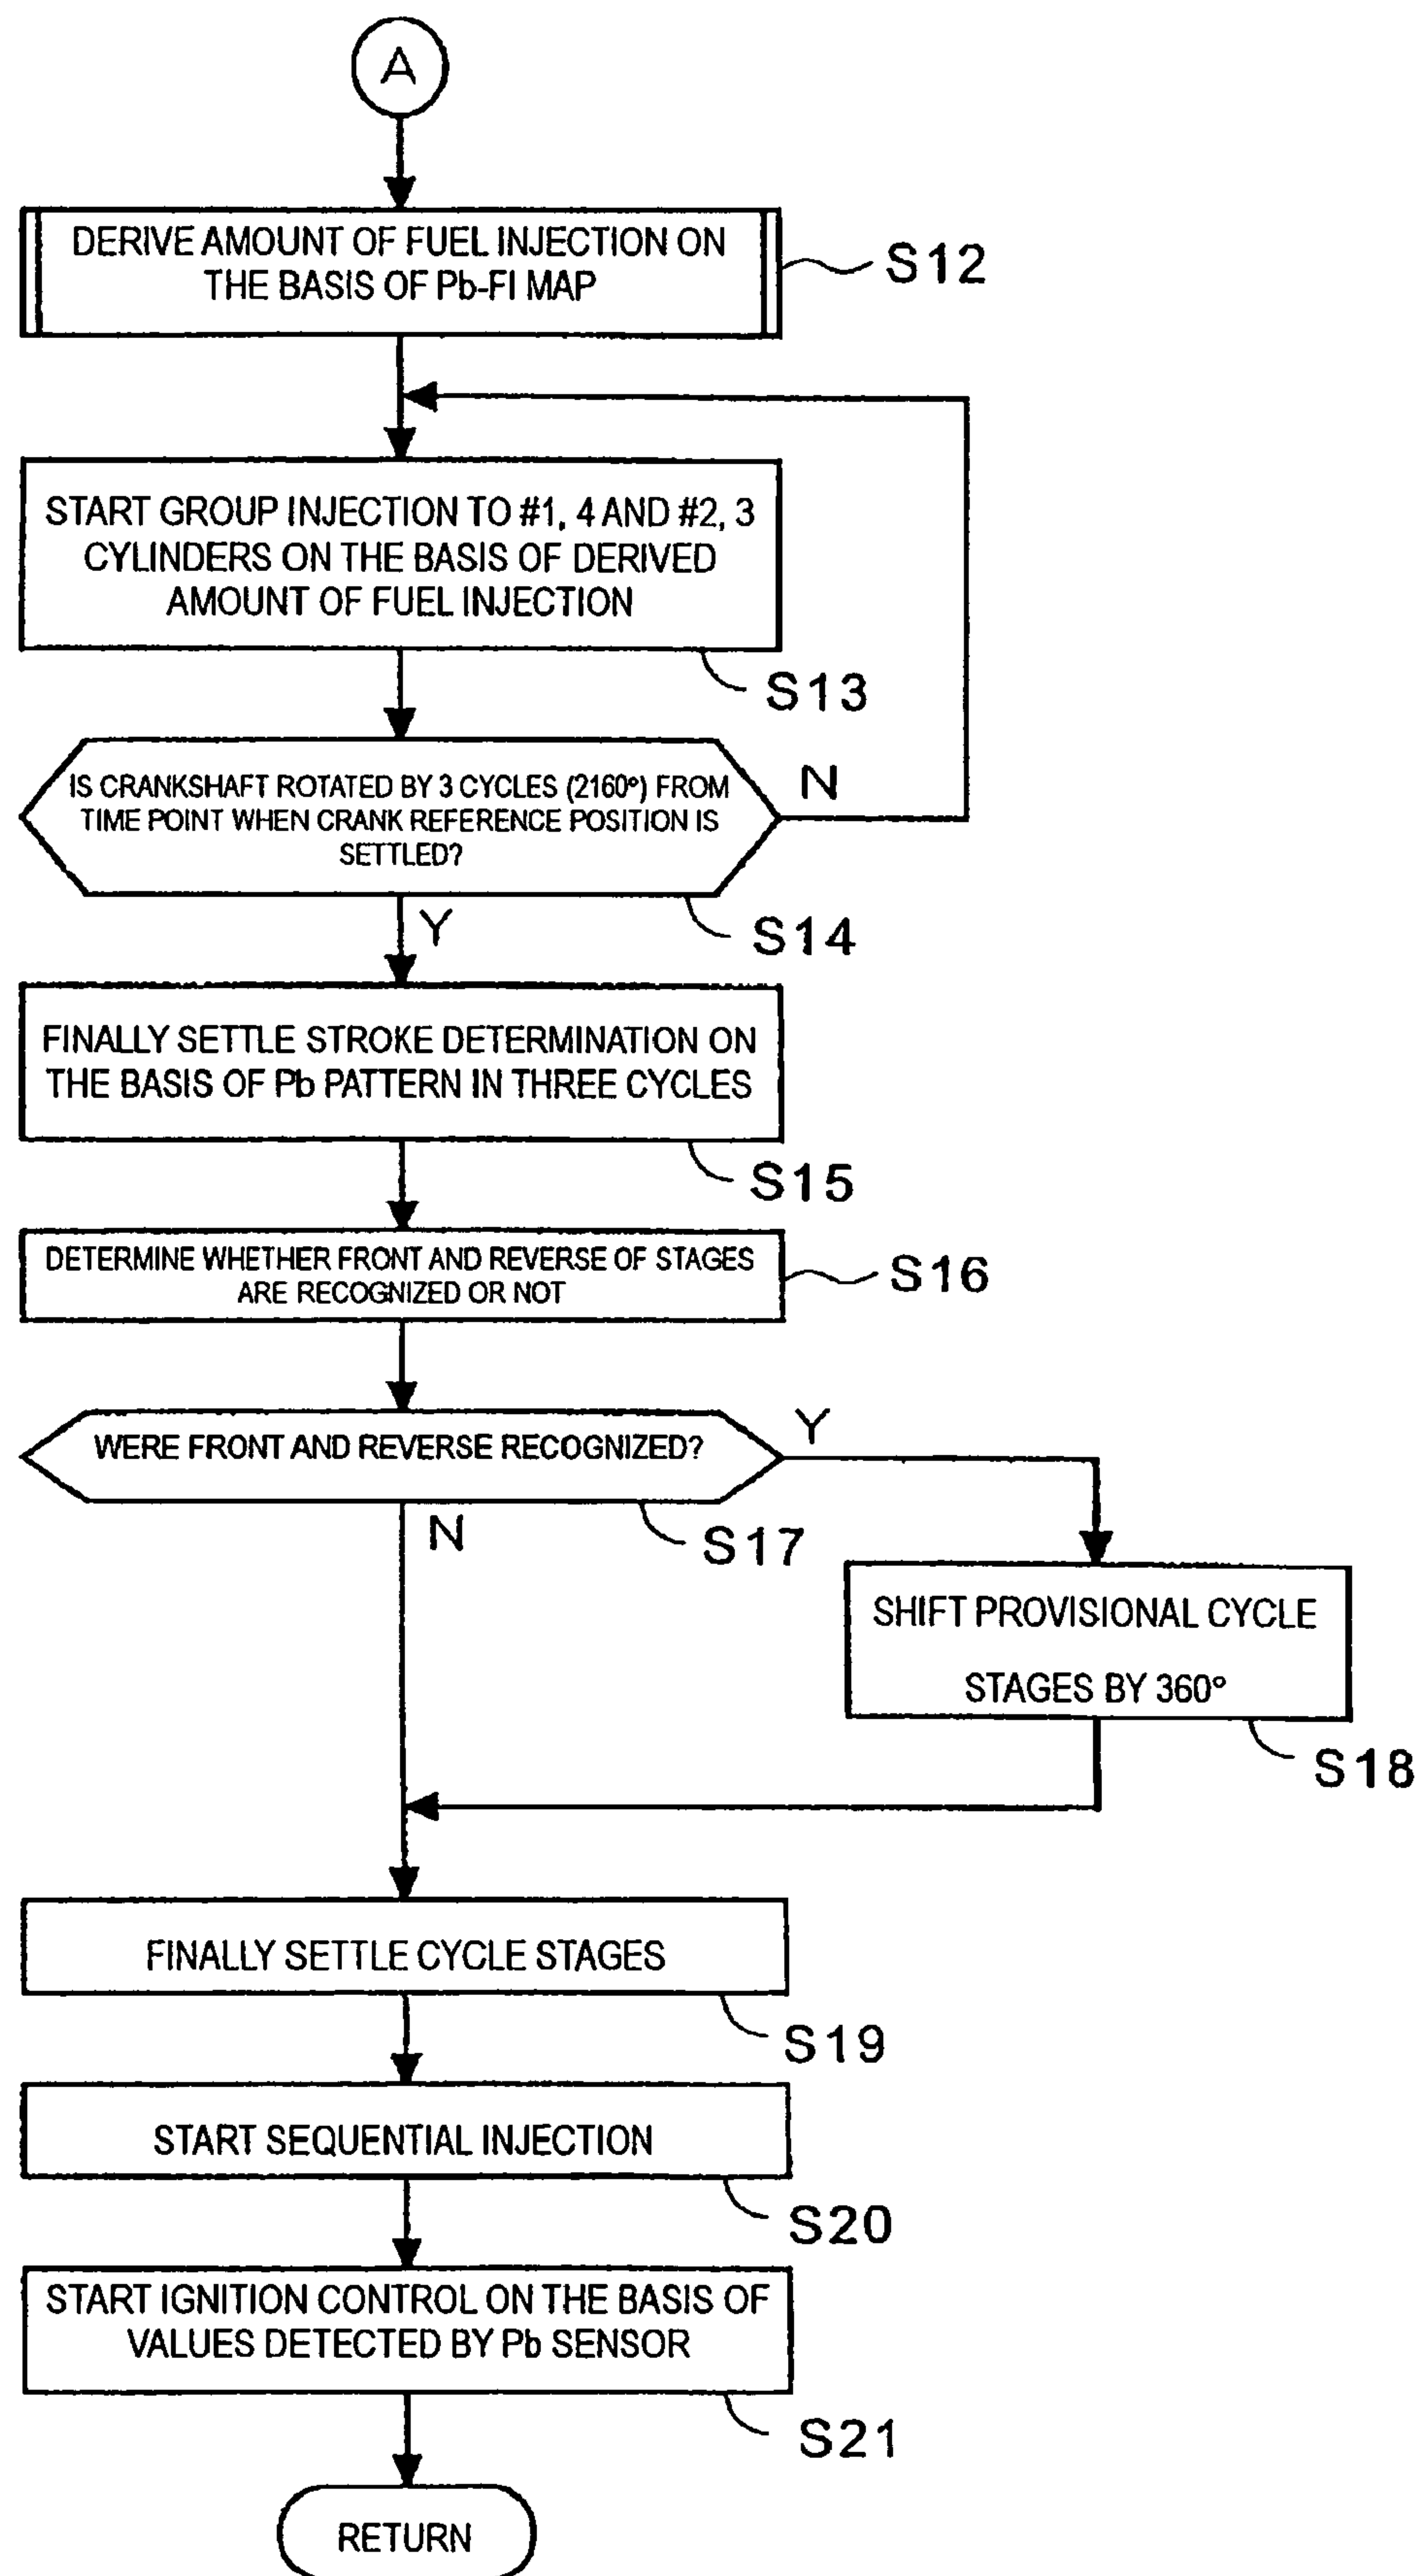 A
DERIVE AMOUNT OF FUEL INJECTION ON
THE BASIS OF Pb-FI MAP
S12
START GROUP INJECTION TO #1, 4 AND #2, 3
CYLINDERS ON THE BASIS OF DERIVED
AMOUNT OF FUEL INJECTION
S13
IS CRANKSHAFT ROTATED BY 3 CYCLES (2160°) FROM
TIME POINT WHEN CRANK REFERENCE POSITION IS
SETTLED?
N
Y
S14
FINALLY SETTLE STROKE DETERMINATION ON
THE BASIS OF Pb PATTERN IN THREE CYCLES
S15
DETERMINE WHETHER FRONT AND REVERSE OF STAGES
ARE RECOGNIZED OR NOT
S16
WERE FRONT AND REVERSE RECOGNIZED?
Y
N
S17
SHIFT PROVISIONAL CYCLE
STAGES BY 360°
S18
FINALLY SETTLE CYCLE STAGES
S19
START SEQUENTIAL INJECTION
S20
START IGNITION CONTROL ON THE BASIS OF
VALUES DETECTED BY Pb SENSOR
S21
RETURN